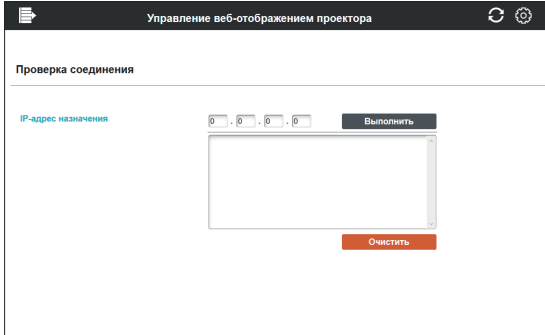 Управление веб-отображением проектора
Проверка соединения
IP-адрес назначения 0 . 0 . 0 . 0 Выполнить
Очистить